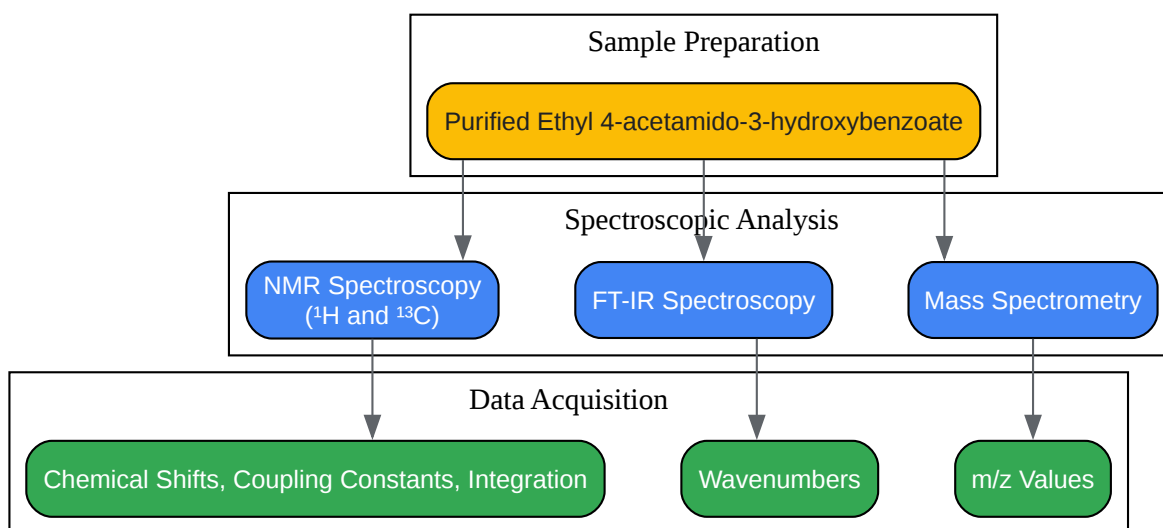 Sample Preparation
Purified Ethyl 4-acetamido-3-hydroxybenzoate
Spectroscopic Analysis
NMR Spectroscopy
(¹H and ¹³C)
FT-IR Spectroscopy
Mass Spectrometry
Data Acquisition
Chemical Shifts, Coupling Constants, Integration
Wavenumbers
m/z Values